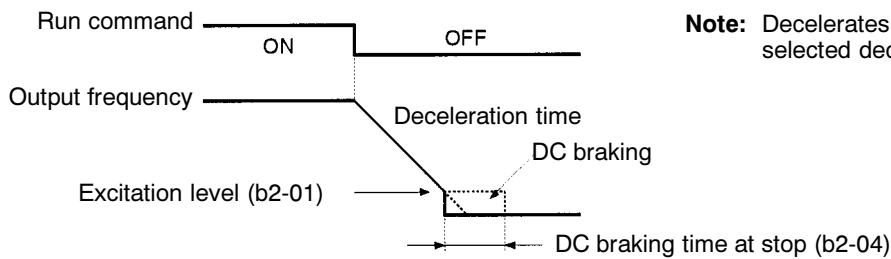 Run command
ON
OFF
Note: Decelerates
selected dec
Output frequency
Deceleration time
DC braking
Excitation level (b2-01)
DC braking time at stop (b2-04)